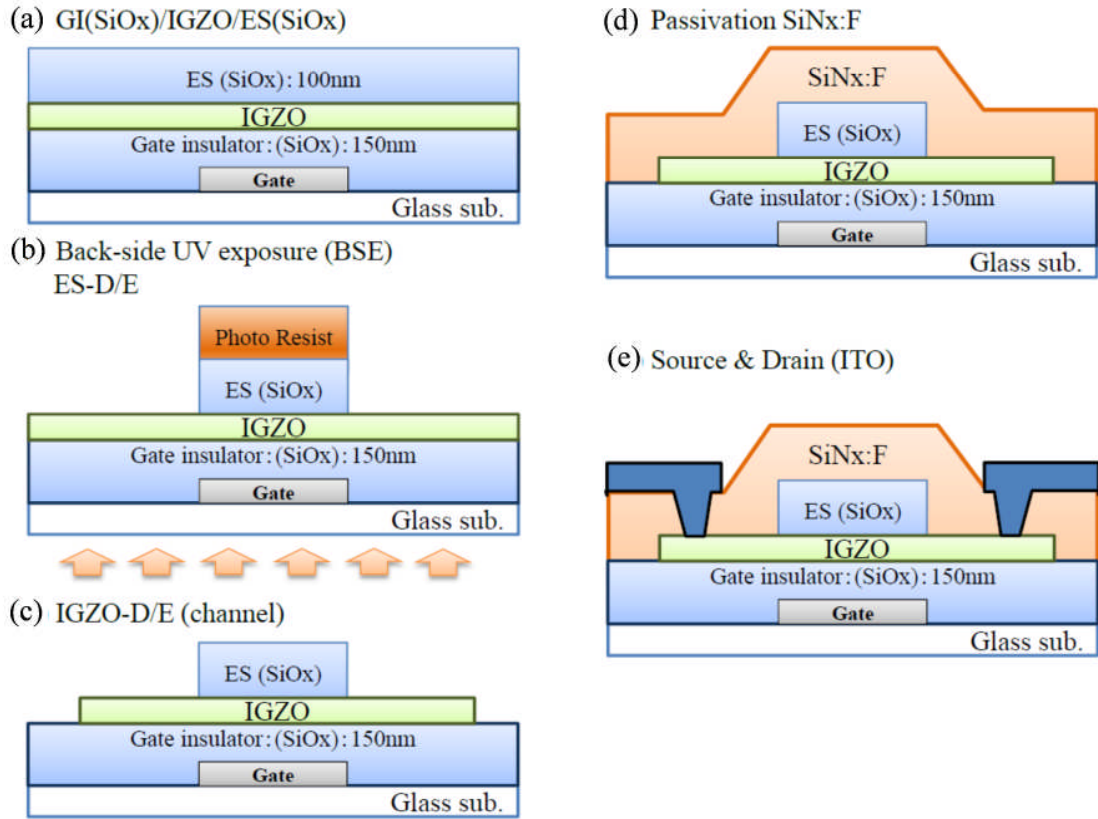 (a) GI(SiOx)/IGZO/ES(SiOx)
ES (SiOx): 100nm
IGZO
Gate insulator: (SiOx): 150nm
Gate
Glass sub.
(b) Back-side UV exposure (BSE)
ES-D/E
Photo Resist
ES (SiOx)
IGZO
Gate insulator: (SiOx): 150nm
Gate
Glass sub.
(c) IGZO-D/E (channel)
ES (SiOx)
IGZO
Gate insulator: (SiOx): 150nm
Gate
Glass sub.
(d) Passivation SiNx:F
SiNx:F
ES (SiOx)
IGZO
Gate insulator: (SiOx): 150nm
Gate
Glass sub.
(e) Source & Drain (ITO)
SiNx:F
ES (SiOx)
IGZO
Gate insulator: (SiOx): 150nm
Gate
Glass sub.